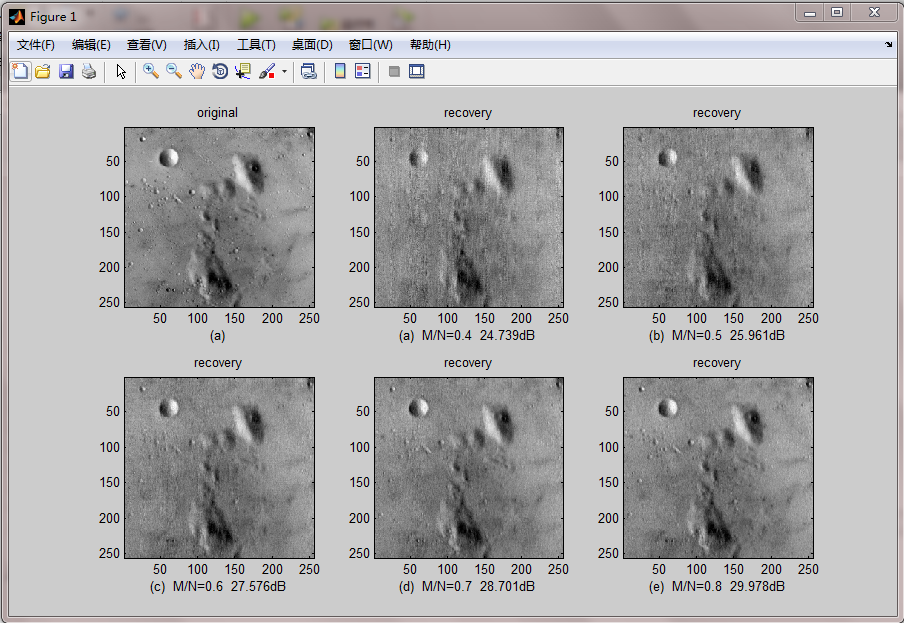 Figure 1
文件(F) 编辑(E) 查看(V) 插入(I) 工具(T) 桌面(D) 窗口(W) 帮助(H)
original
50
100
150
200
250
50 100 150 200 250
(a)
recovery
50
100
150
200
250
50 100 150 200 250
(a) M/N=0.4 24.739dB
recovery
50
100
150
200
250
50 100 150 200 250
(b) M/N=0.5 25.961dB
recovery
50
100
150
200
250
50 100 150 200 250
(c) M/N=0.6 27.576dB
recovery
50
100
150
200
250
50 100 150 200 250
(d) M/N=0.7 28.701dB
recovery
50
100
150
200
250
50 100 150 200 250
(e) M/N=0.8 29.978dB